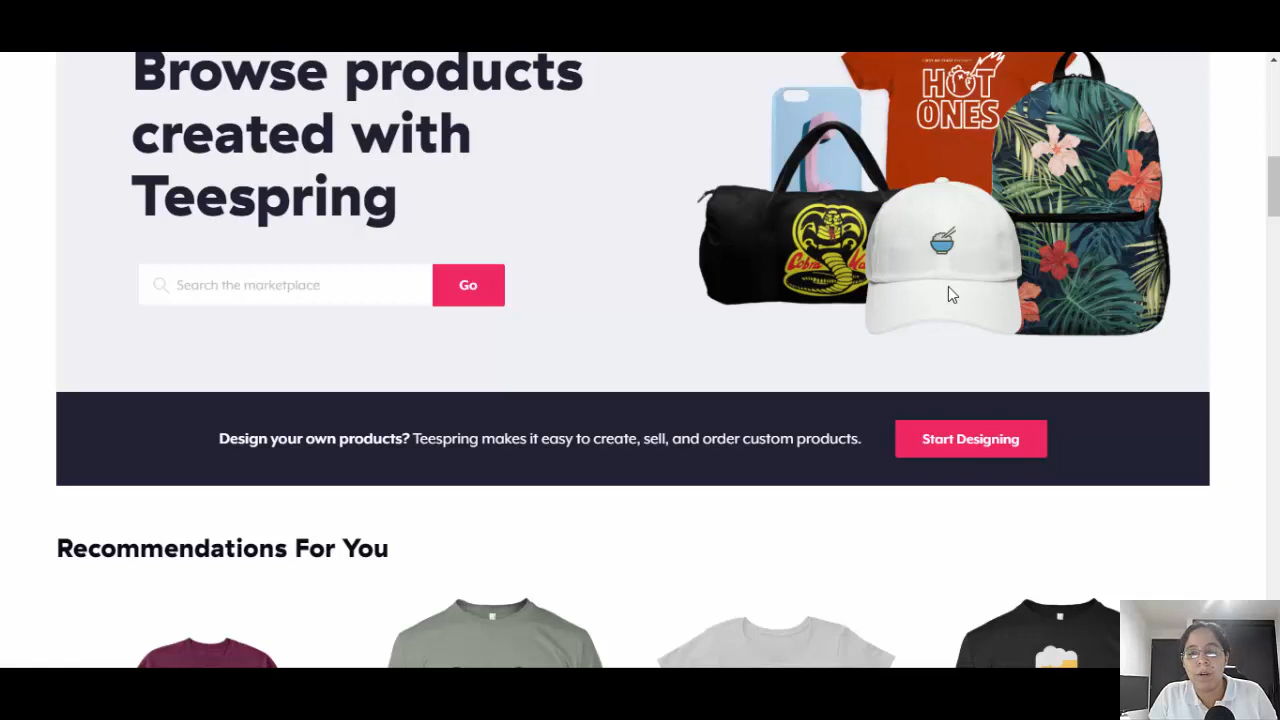 Browse products
created with
Teespring
Search the marketplace
Go
HOT
ONES
Cobra
Design your own products? Teespring makes it easy to create, sell, and order custom products.
Start Designing
Recommendations For You